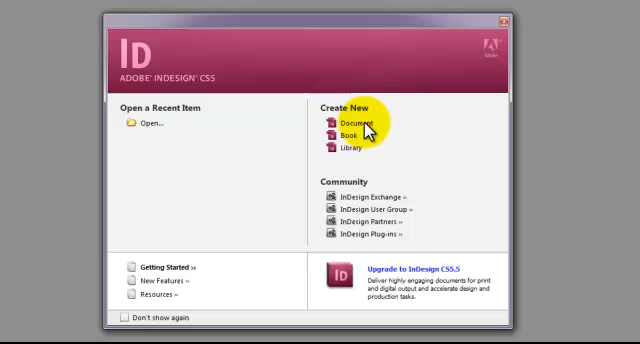 ID
ADOBE® INDESIGN® CS5
Adobe
Open a Recent Item
Open...
Create New
Document
Book
Library
Community
InDesign Exchange »
InDesign User Group »
InDesign Partners »
InDesign Plug-ins »
Getting Started »
New Features »
Resources »
ID
Upgrade to InDesign CS5.5
Deliver highly engaging documents for print
and digital output and accelerate design and
production tasks.
Don't show again